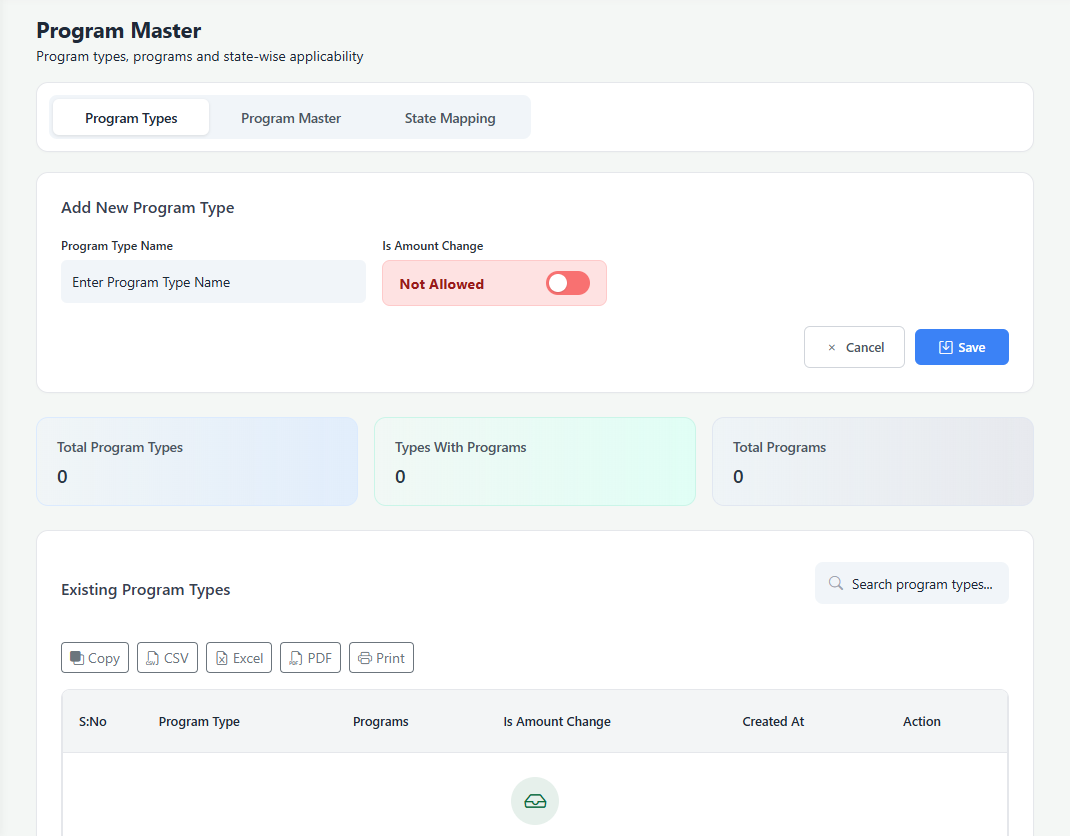 Program Master
Program types, programs and state-wise applicability
Program Types Program Master State Mapping
Add New Program Type
Program Type Name Is Amount Change
Enter Program Type Name Not Allowed
× Cancel Save
Total Program Types Types With Programs Total Programs
0 0 0
Existing Program Types
Search program types...
Copy CSV Excel PDF Print
S:No Program Type Programs Is Amount Change Created At Action